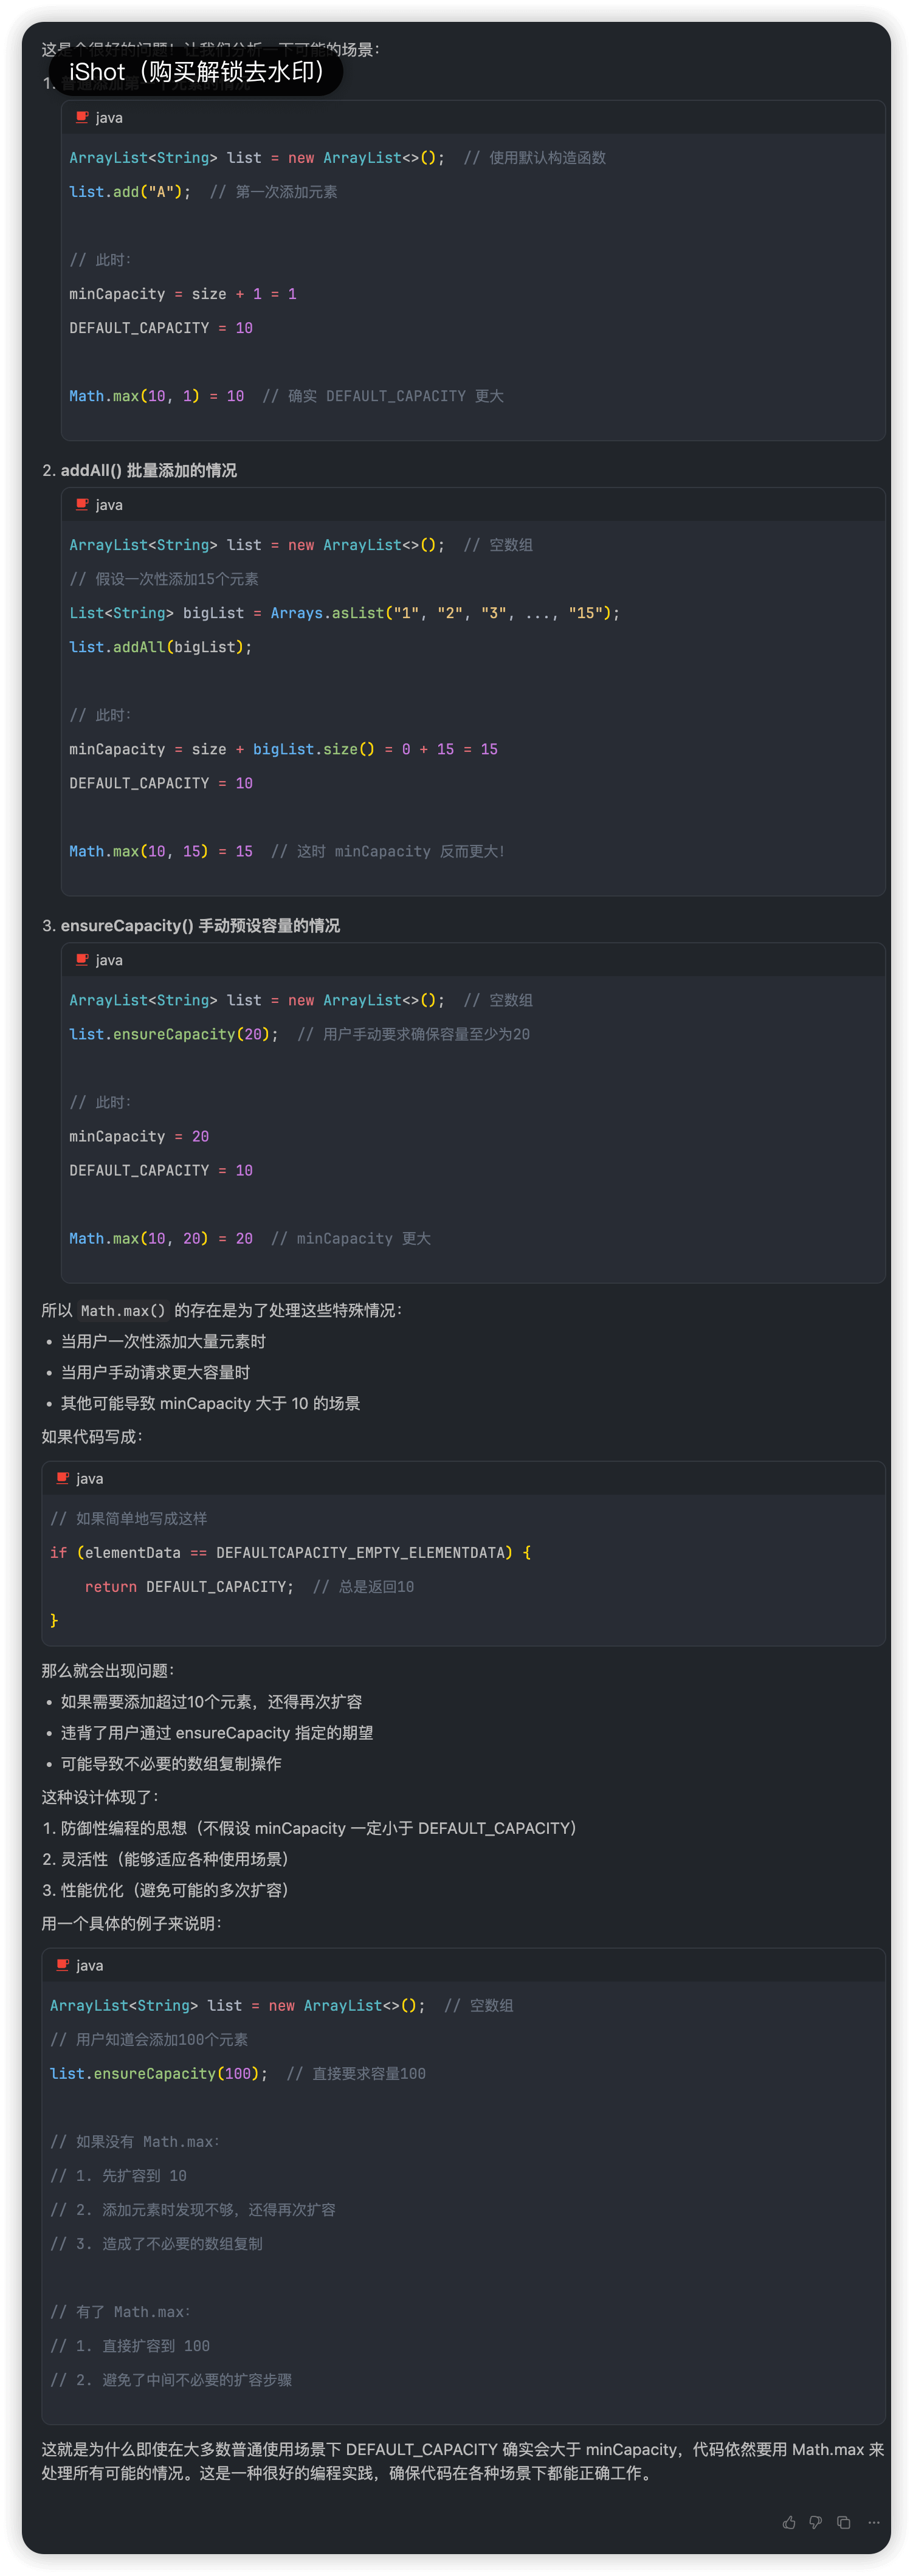 这是个很好的问题！让我们分析一下可能的场景：
iShot（购买解锁去水印）
1. 普通添加第一个元素的情况
java
ArrayList<String> list = new ArrayList<>();  // 使用默认构造函数
list.add("A");  // 第一次添加元素
// 此时：
minCapacity = size + 1 = 1
DEFAULT_CAPACITY = 10
Math.max(10, 1) = 10  // 确实 DEFAULT_CAPACITY 更大
2. addAll() 批量添加的情况
java
ArrayList<String> list = new ArrayList<>();  // 空数组
// 假设一次性添加15个元素
List<String> bigList = Arrays.asList("1", "2", "3", ..., "15");
list.addAll(bigList);
// 此时：
minCapacity = size + bigList.size() = 0 + 15 = 15
DEFAULT_CAPACITY = 10
Math.max(10, 15) = 15  // 这时 minCapacity 反而更大！
3. ensureCapacity() 手动预设容量的情况
java
ArrayList<String> list = new ArrayList<>();  // 空数组
list.ensureCapacity(20);  // 用户手动要求确保容量至少为20
// 此时：
minCapacity = 20
DEFAULT_CAPACITY = 10
Math.max(10, 20) = 20  // minCapacity 更大
所以 Math.max() 的存在是为了处理这些特殊情况：
• 当用户一次性添加大量元素时
• 当用户手动请求更大容量时
• 其他可能导致 minCapacity 大于 10 的场景
如果代码写成：
java
// 如果简单地写成这样
if (elementData == DEFAULTCAPACITY_EMPTY_ELEMENTDATA) {
    return DEFAULT_CAPACITY;  // 总是返回10
}
那么就会出现问题：
• 如果需要添加超过10个元素，还得再次扩容
• 违背了用户通过 ensureCapacity 指定的期望
• 可能导致不必要的数组复制操作
这种设计体现了：
1. 防御性编程的思想（不假设 minCapacity 一定小于 DEFAULT_CAPACITY）
2. 灵活性（能够适应各种使用场景）
3. 性能优化（避免可能的多次扩容）
用一个具体的例子来说明：
java
ArrayList<String> list = new ArrayList<>();  // 空数组
// 用户知道会添加100个元素
list.ensureCapacity(100);  // 直接要求容量100
// 如果没有 Math.max：
// 1. 先扩容到 10
// 2. 添加元素时发现不够，还得再次扩容
// 3. 造成了不必要的数组复制
// 有了 Math.max：
// 1. 直接扩容到 100
// 2. 避免了中间不必要的扩容步骤
这就是为什么即使在大多数普通使用场景下 DEFAULT_CAPACITY 确实会大于 minCapacity，代码依然要用 Math.max 来
处理所有可能的情况。这是一种很好的编程实践，确保代码在各种场景下都能正确工作。